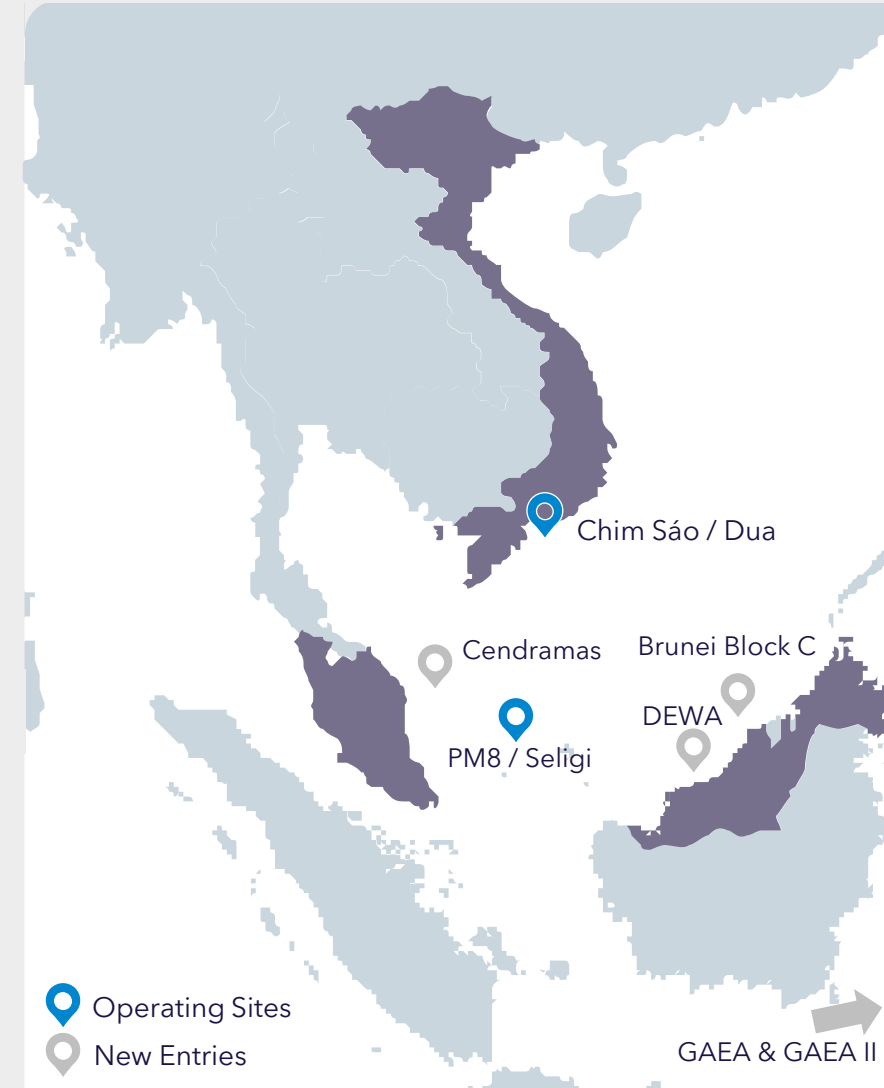 Chim Sáo / Dua
Cendramas
Brunei Block C
DEWA
PM8 / Seligi
Operating Sites
New Entries
GAEA & GAEA II